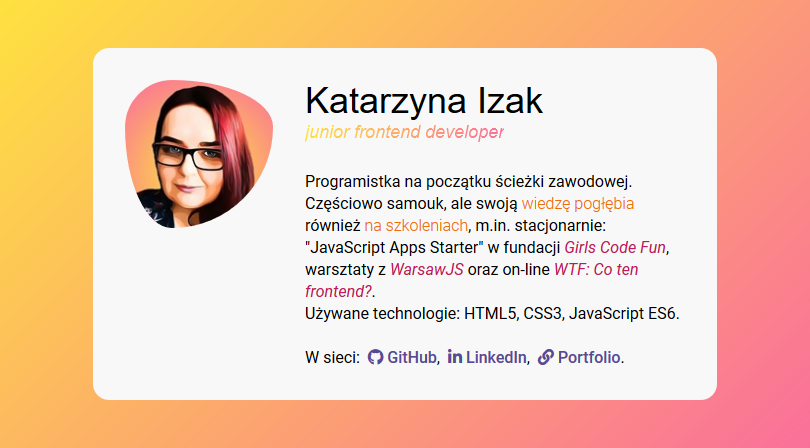 Katarzyna Izak
junior frontend developer
Programistka na początku ścieżki zawodowej.
Częściowo samouk, ale swoją wiedzę pogłębia
również na szkoleniach, m.in. stacjonarnie:
"JavaScript Apps Starter" w fundacji Girls Code Fun,
warsztaty z WarsawJS oraz on-line WTF: Co ten
frontend?.
Używane technologie: HTML5, CSS3, JavaScript ES6.
W sieci: GitHub, LinkedIn, Portfolio.